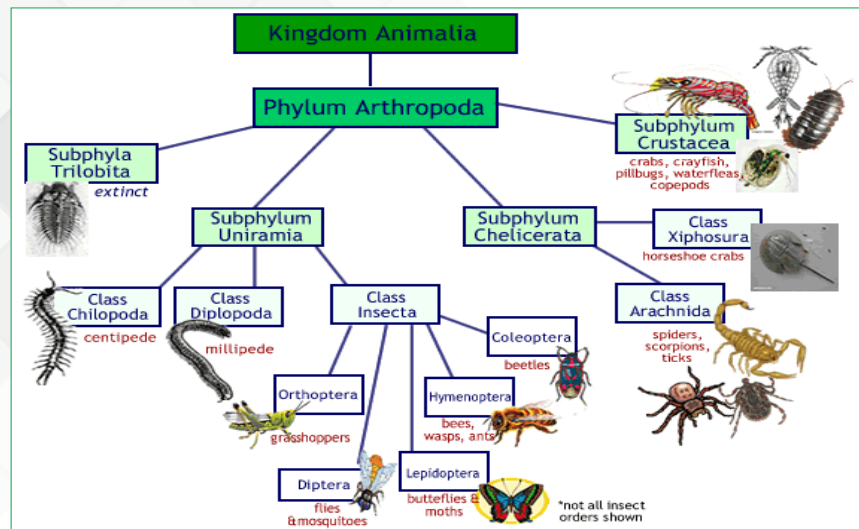 Kingdom Animalia
Phylum Arthropoda
Subphylum
Crustacea
crabs, crayfish,
pillbugs, waterfleas,
copepods
Subphyla
Trilobita
extinct
Subphylum
Uniramia
Subphylum
Chelicerata
Class
Xiphosura
horseshoe crabs
Class
Chilopoda
centipede
Class
Diplopoda
millipede
Class
Insecta
Class
Arachnida
spiders,
scorpions,
ticks
Coleoptera
beetles
Orthoptera
grasshoppers
Hymenoptera
bees,
wasps, ants
Diptera
flies
&mosquitoes
Lepidoptera
butteflies &
moths
*not all insect
orders shown